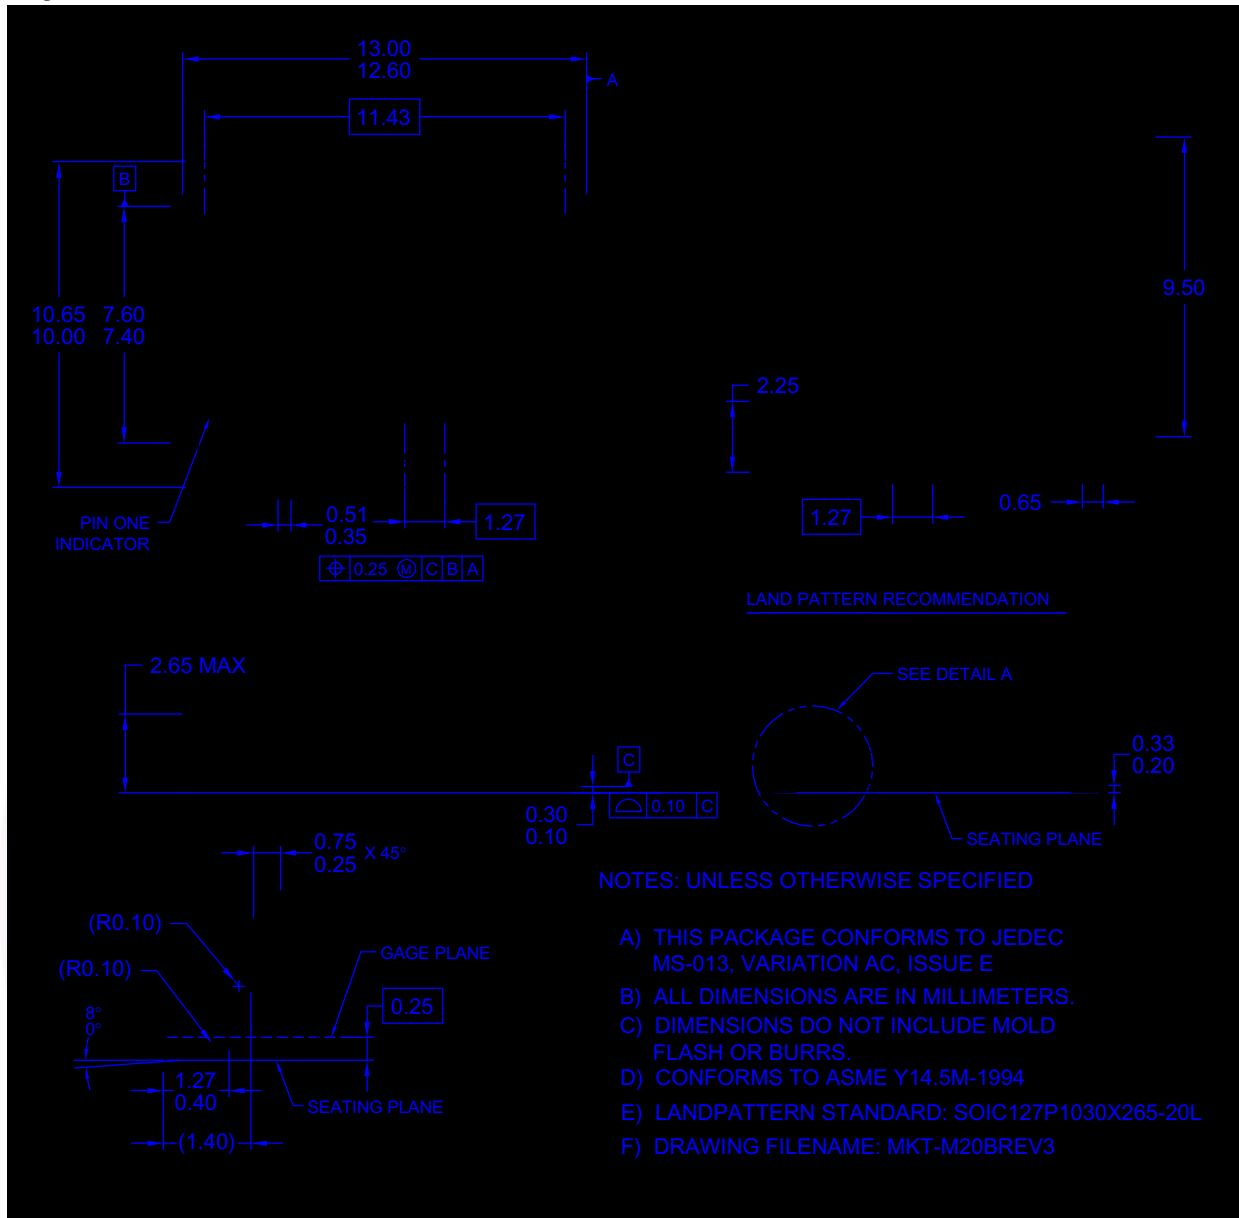 13.00
12.60
A
11.43
B
10.65 7.60
10.00 7.40
9.50
2.25
PIN ONE
INDICATOR
0.51
0.35
1.27
0.25 Ⓜ C B A
1.27
0.65
LAND PATTERN RECOMMENDATION
2.65 MAX
SEE DETAIL A
C
0.33
0.20
0.30
0.10
0.10 C
SEATING PLANE
0.75
0.25
X 45°
NOTES: UNLESS OTHERWISE SPECIFIED
(R0.10)
(R0.10)
GAGE PLANE
0.25
8°
0°
1.27
0.40
SEATING PLANE
(1.40)
A) THIS PACKAGE CONFORMS TO JEDEC
MS-013, VARIATION AC, ISSUE E
B) ALL DIMENSIONS ARE IN MILLIMETERS.
C) DIMENSIONS DO NOT INCLUDE MOLD
FLASH OR BURRS.
D) CONFORMS TO ASME Y14.5M-1994
E) LANDPATTERN STANDARD: SOIC127P1030X265-20L
F) DRAWING FILENAME: MKT-M20BREV3